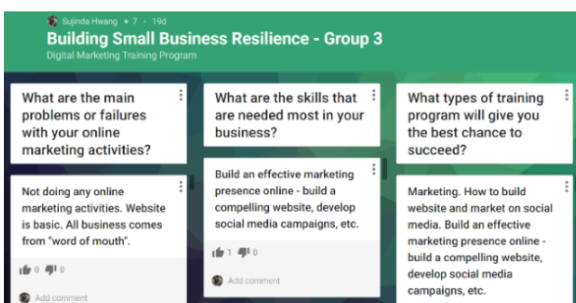 Sujinda Hwang + 7 · 19d
Building Small Business Resilience - Group 3
Digital Marketing Training Program
What are the main
problems or failures
with your online
marketing activities?
Not doing any online
marketing activities. Website
is basic. All business comes
from "word of mouth".
0 0
Add comment
What are the skills that
are needed most in your
business?
Build an effective marketing
presence online - build a
compelling website, develop
social media campaigns, etc.
1 0
Add comment
What types of training
program will give you
the best chance to
succeed?
Marketing. How to build
website and market on social
media. Build an effective
marketing presence online -
build a compelling website,
develop social media
campaigns, etc.